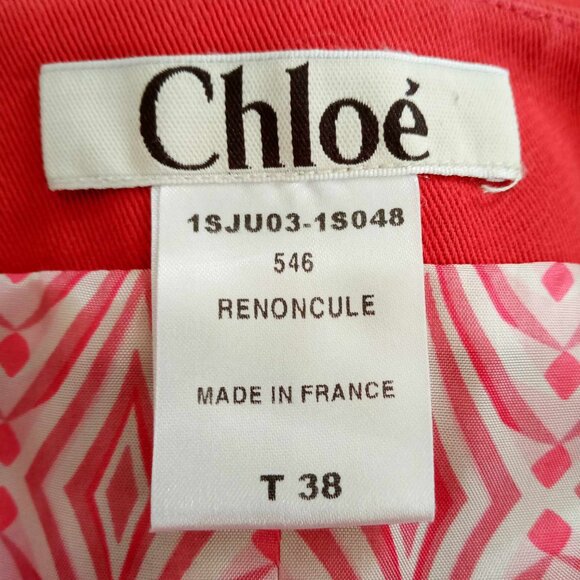 Chloé
1SJU03-1S048
546
RENONCULE
MADE IN FRANCE
T 38